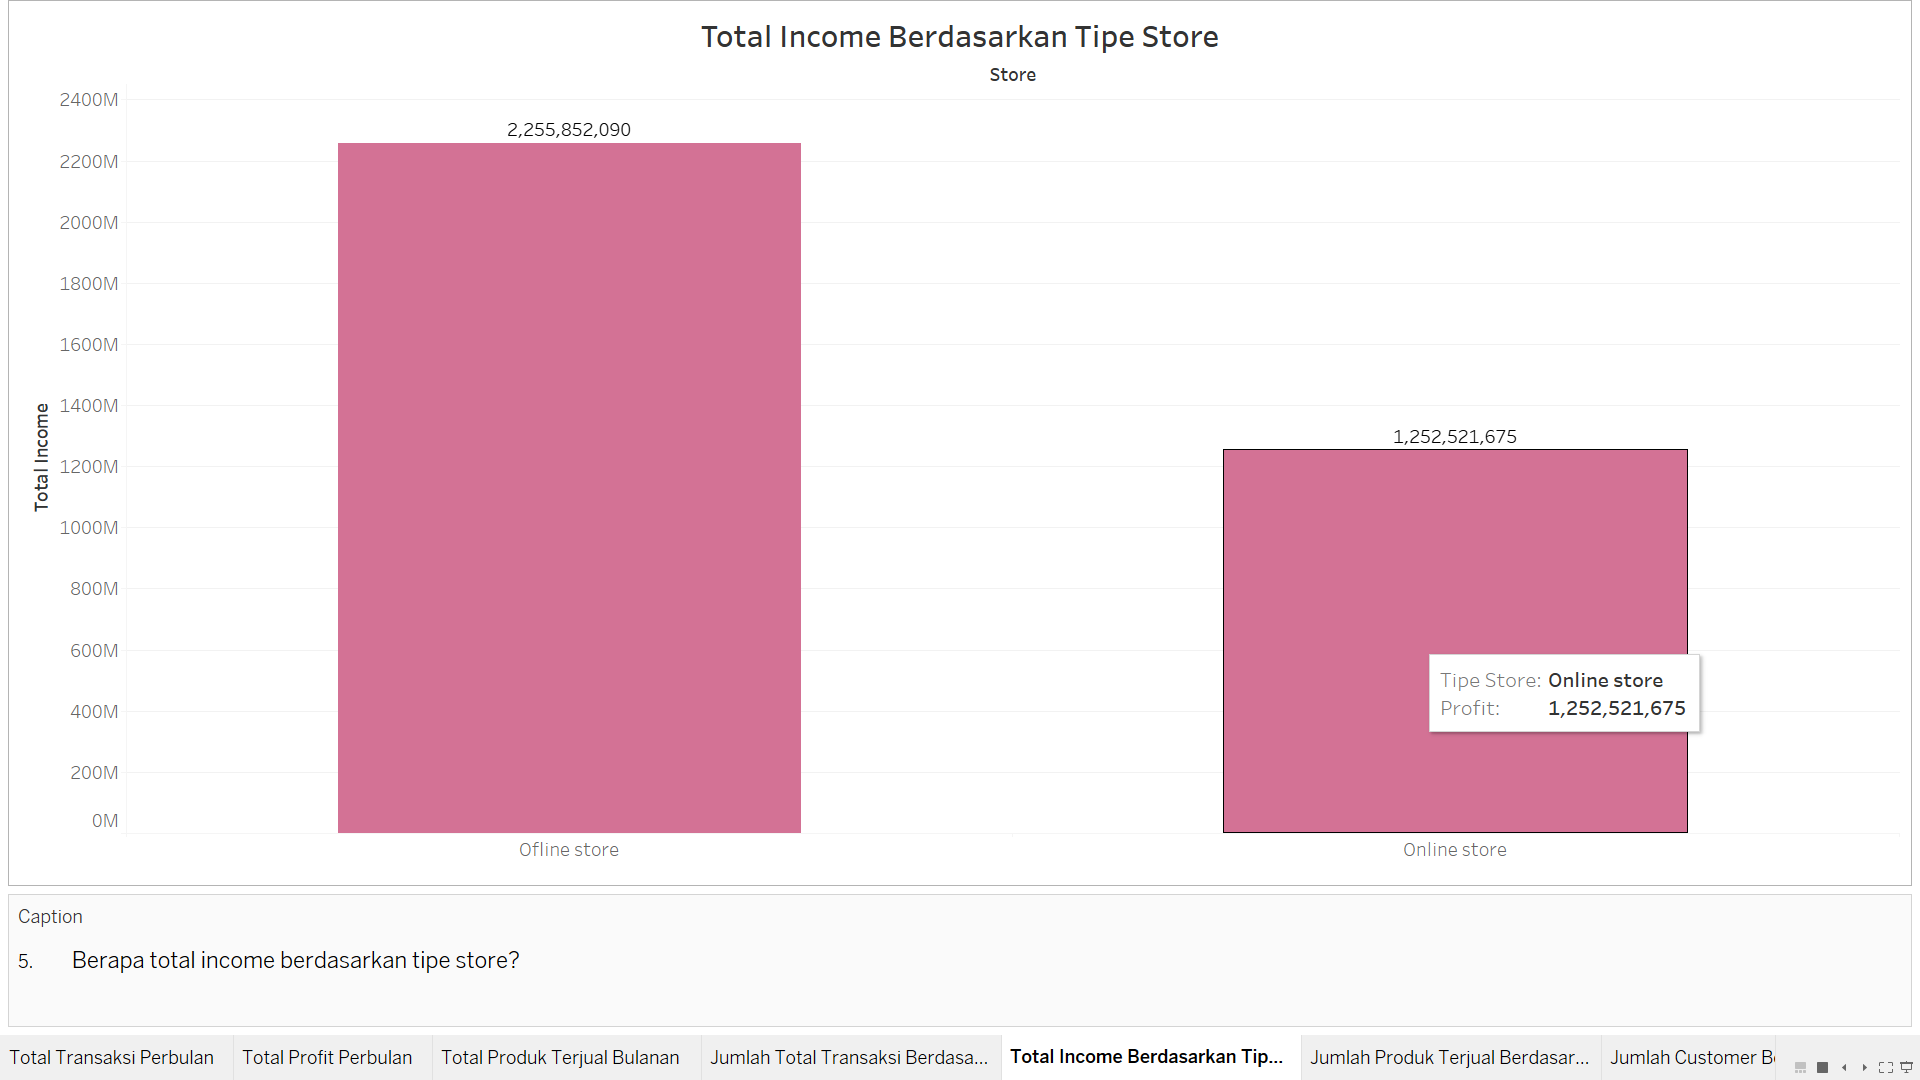 Total Income Berdasarkan Tipe Store
Store
Total Income
2400M
2200M
2000M
1800M
1600M
1400M
1200M
1000M
800M
600M
400M
200M
0M
2,255,852,090
1,252,521,675
Tipe Store: Online store
Profit: 1,252,521,675
Ofline store Online store
Caption
5. Berapa total income berdasarkan tipe store?
Total Transaksi Perbulan Total Profit Perbulan Total Produk Terjual Bulanan Jumlah Total Transaksi Berdasa... Total Income Berdasarkan Tip... Jumlah Produk Terjual Berdasar... Jumlah Customer